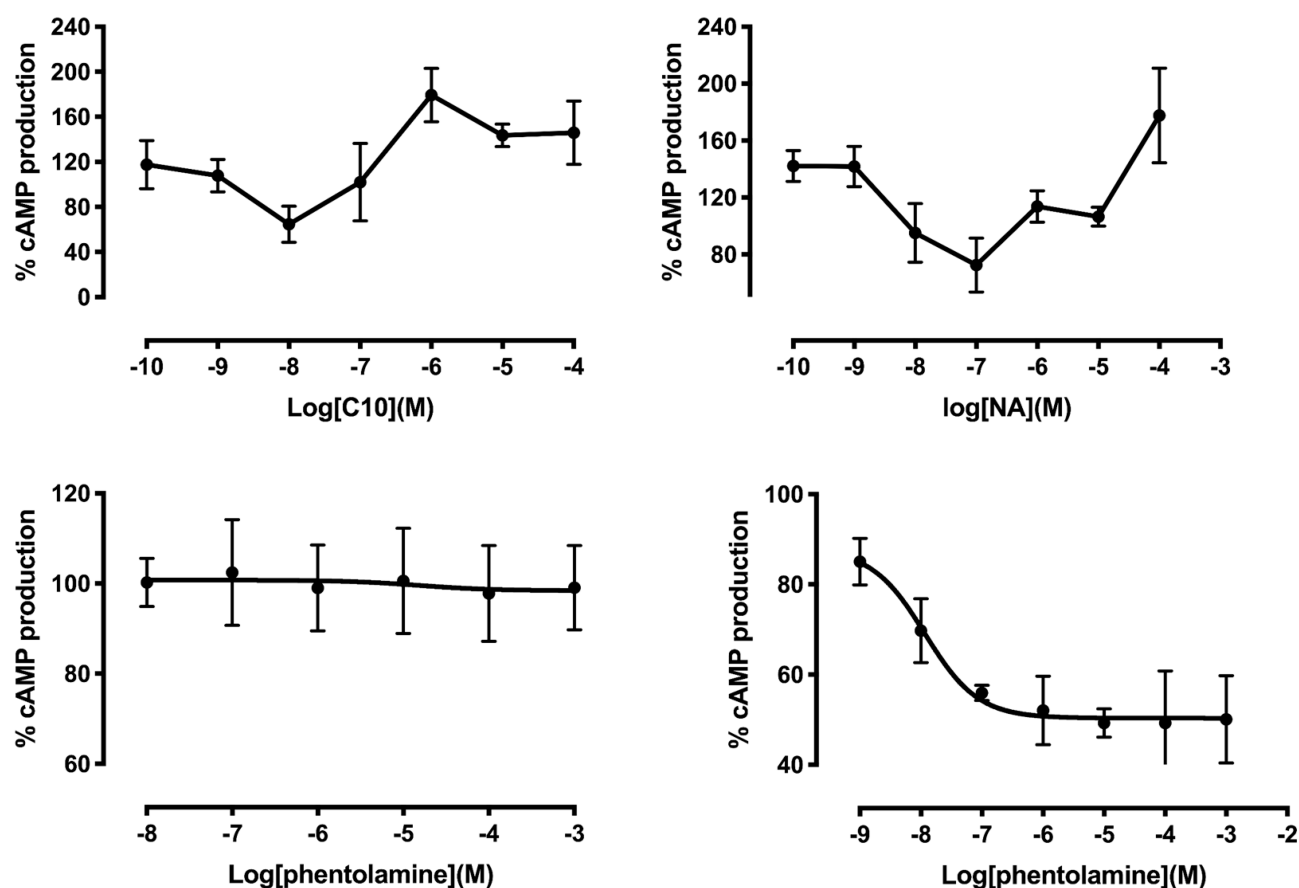 % cAMP production
240
200
160
120
80
40
0
-10 -9 -8 -7 -6 -5 -4
Log[C10](M)
% cAMP production
240
200
160
120
80
-10 -9 -8 -7 -6 -5 -4 -3
log[NA](M)
% cAMP production
120
100
80
60
-8 -7 -6 -5 -4 -3
Log[phentolamine](M)
% cAMP production
100
80
60
40
-9 -8 -7 -6 -5 -4 -3 -2
Log[phentolamine](M)